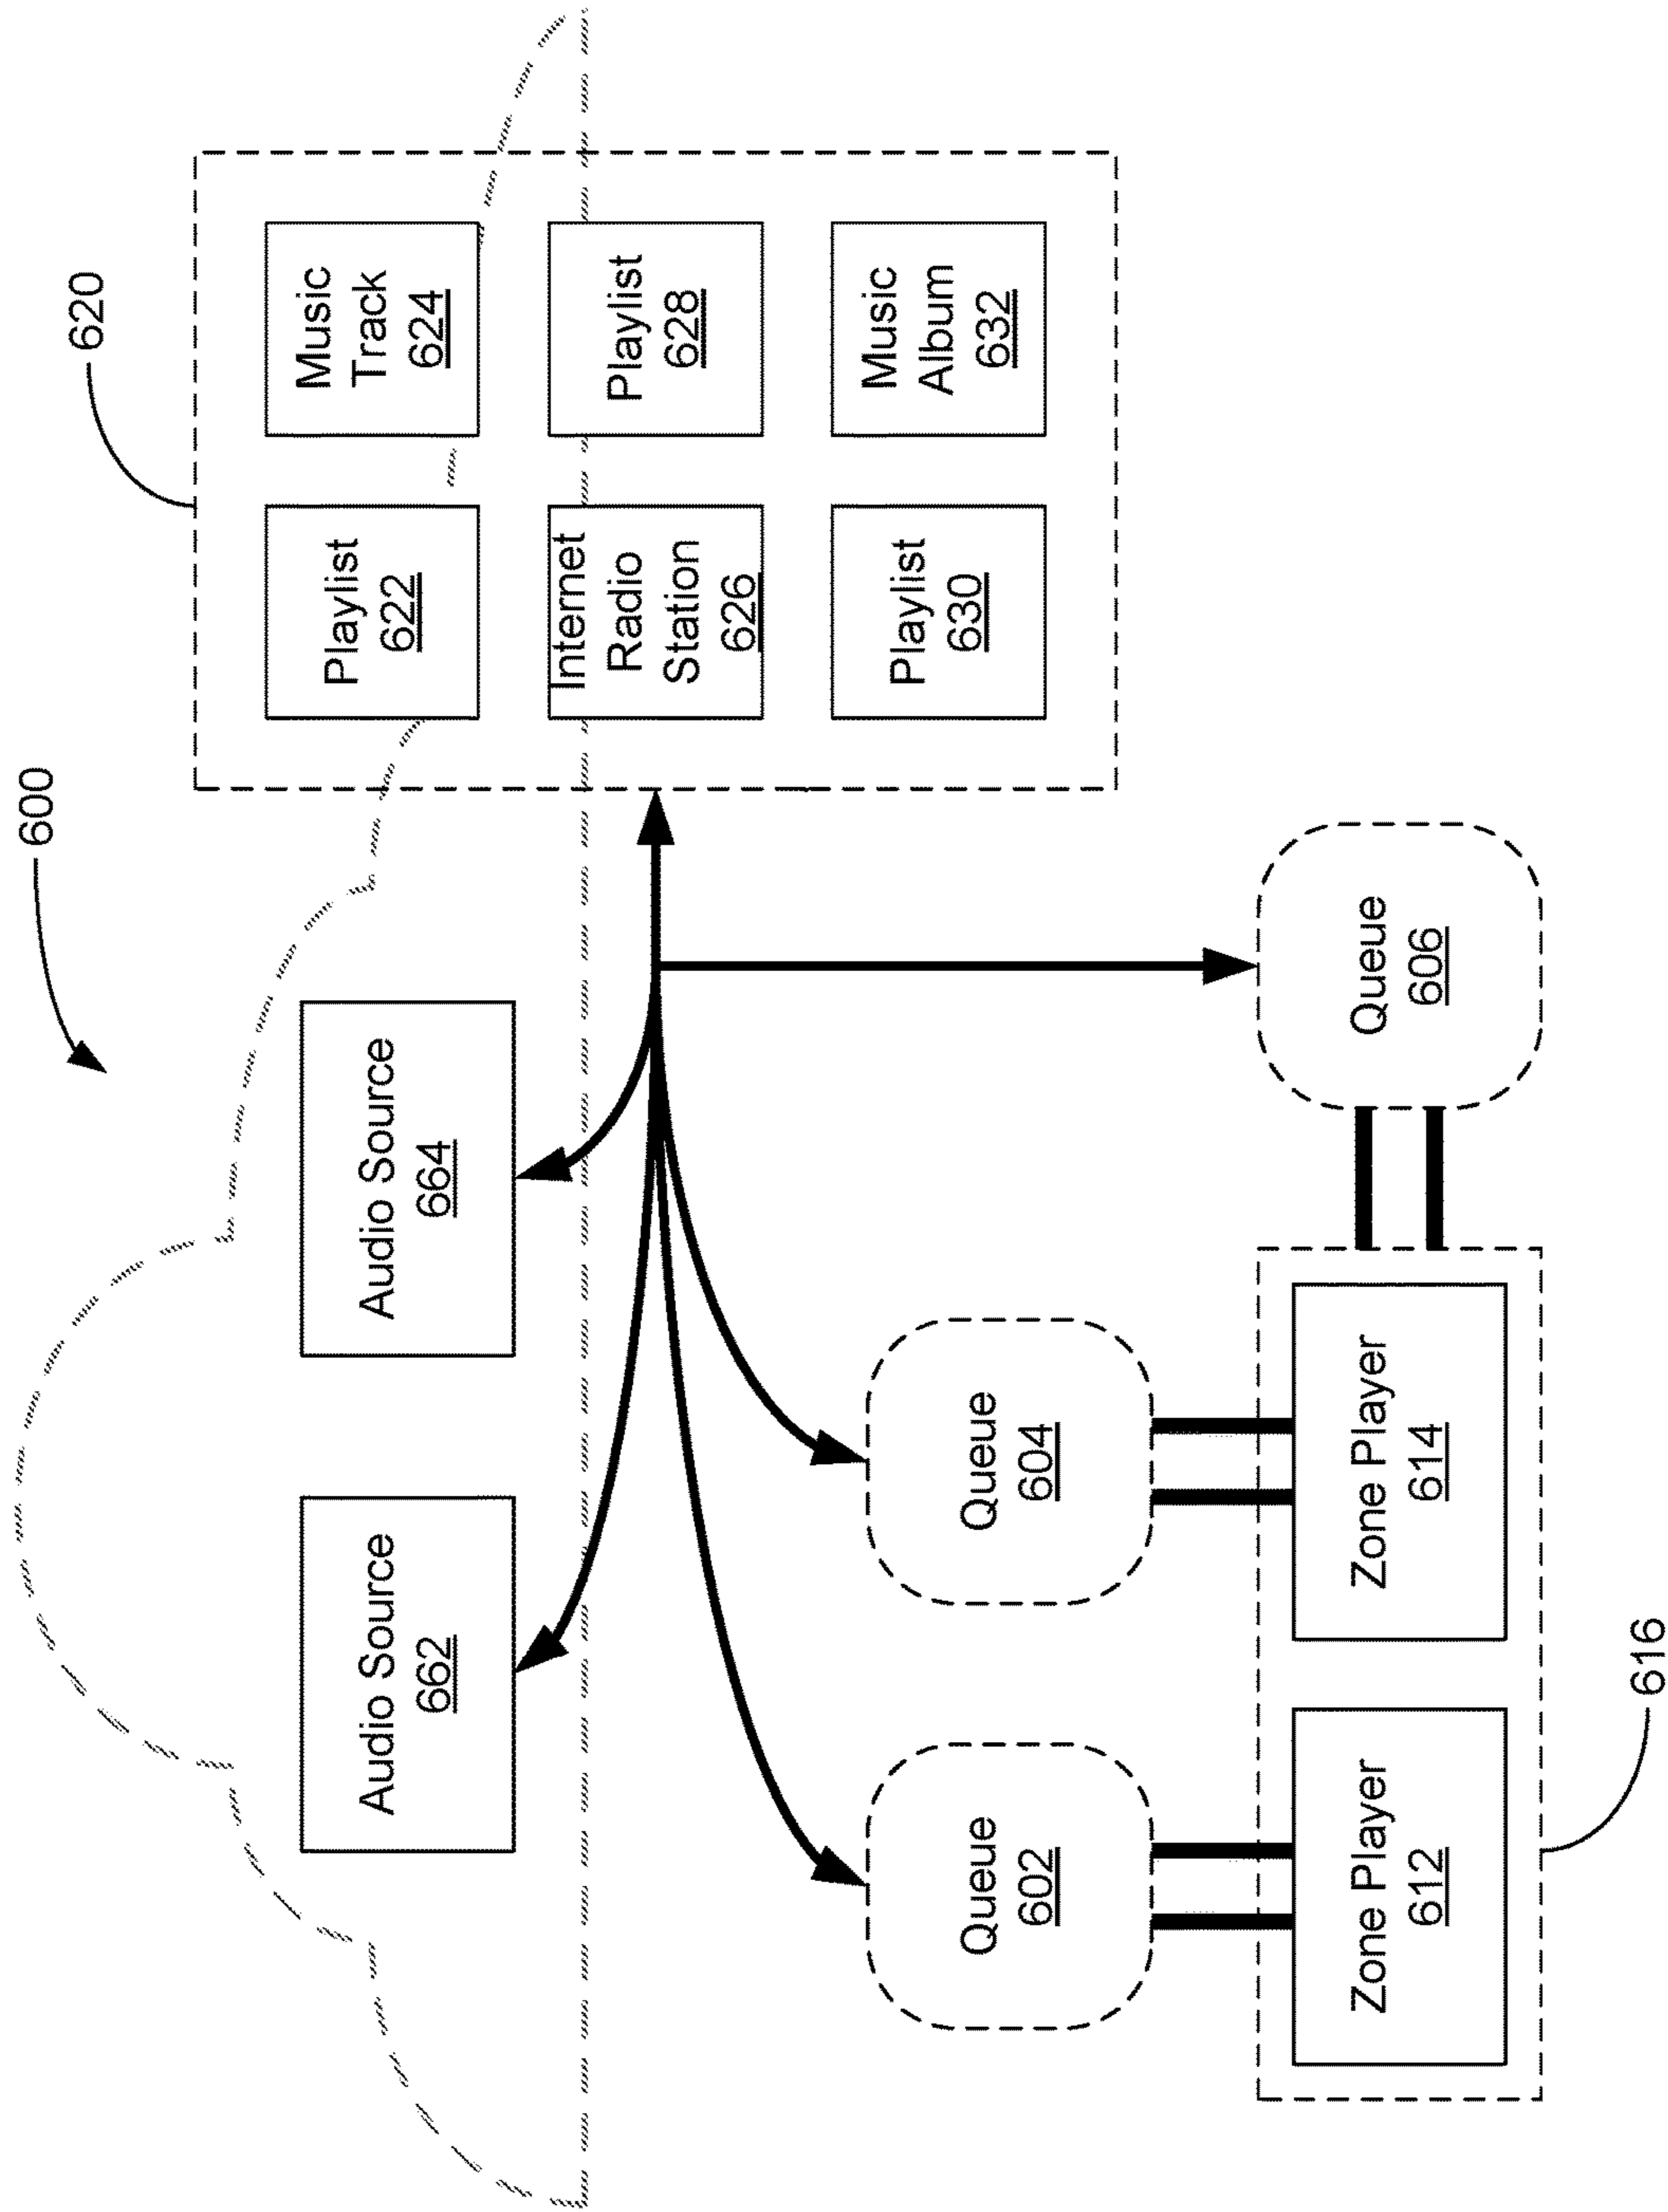 600
620
Audio Source
662
Audio Source
664
Playlist
622
Music
Track
624
Internet
Radio
Station
626
Playlist
628
Playlist
630
Music
Album
632
Queue
602
Queue
604
Queue
606
Zone Player
612
Zone Player
614
616